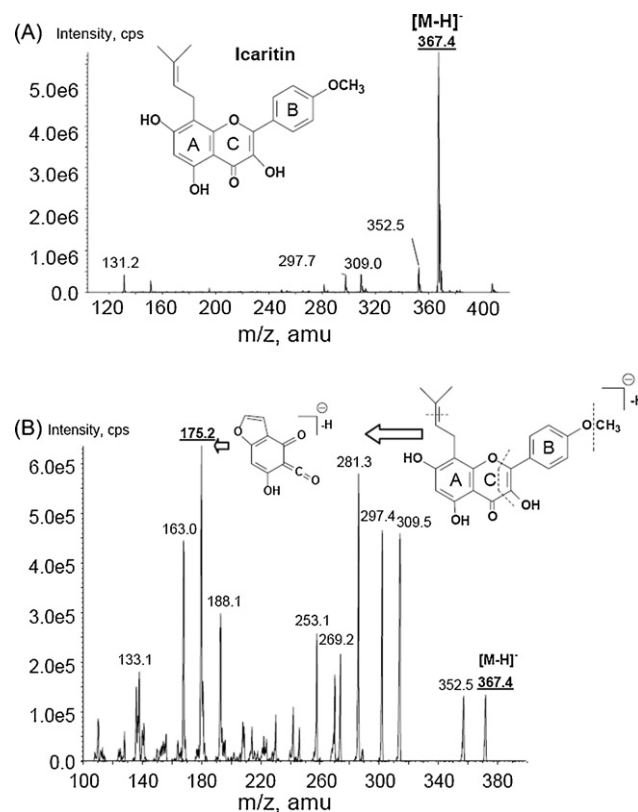 (A) Intensity, cps
Icaritin
[M-H]-
367.4
5.0e6
4.0e6
3.0e6
2.0e6
1.0e6
0.0
HO
O
B
OCH3
A
C
OH
O
OH
131.2
297.7
309.0
352.5
120
160
200
240
280
320
360
400
m/z, amu
(B) Intensity, cps
6.0e5
5.0e5
4.0e5
3.0e5
2.0e5
1.0e5
0.0
175.2
O
O
C
O
OH
⊖
-H
281.3
HO
O
B
O
CH3
A
C
OH
O
OH
⊖
-H
163.0
188.1
133.1
253.1
269.2
297.4
309.5
[M-H]-
352.5
367.4
100
140
180
220
260
300
340
380
m/z, amu